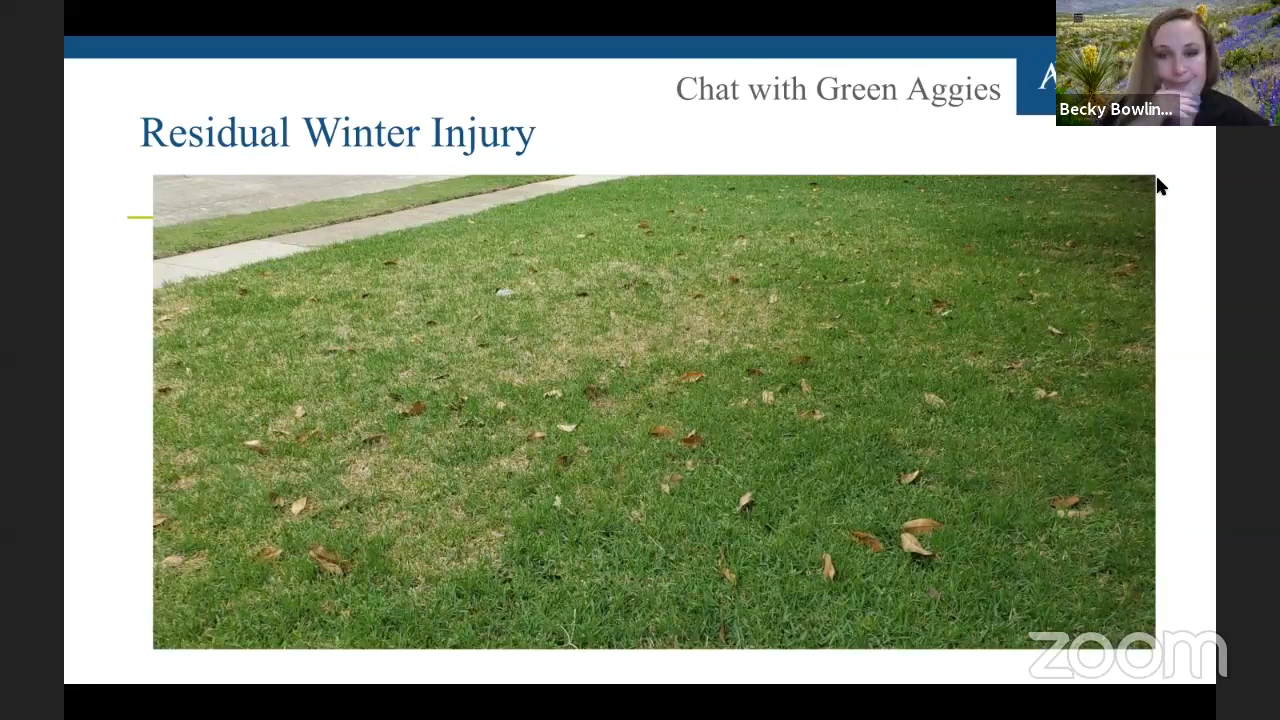 Chat with Green Aggies
A
Becky Bowlin...
Residual Winter Injury
zoom